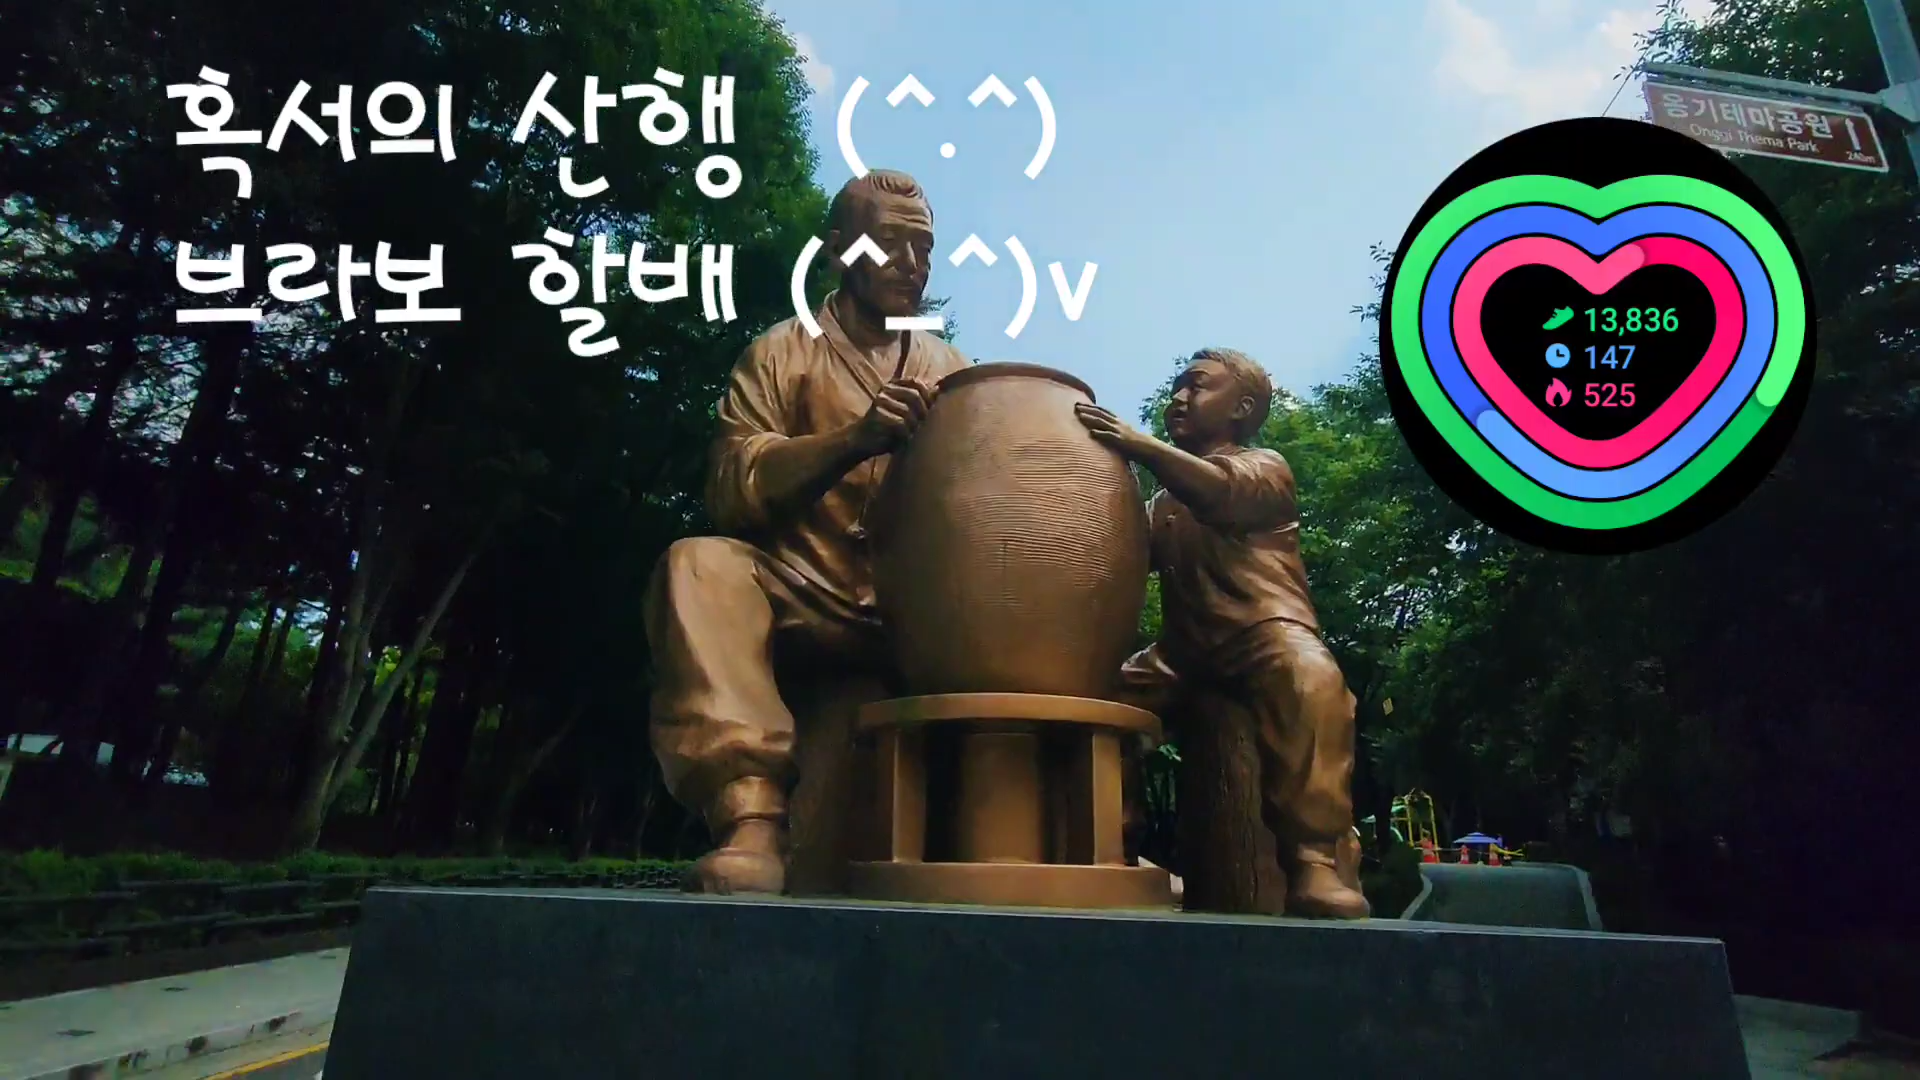 혹서의 산행 (^.^)
브라보 할배 (^_^)v
옹기테마공원
Onggi Thema Park
240m
13,836
147
525